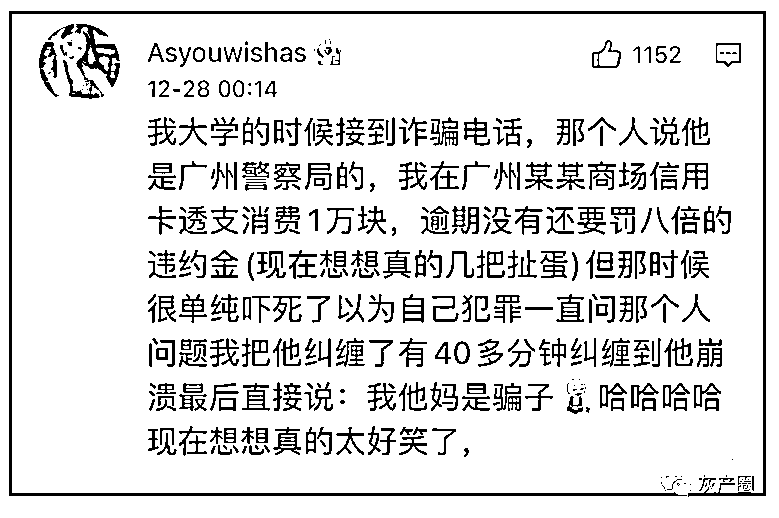 Asyouwishas
1152
12-28 00:14
我大学的时候接到诈骗电话，那个人说他
是广州警察局的，我在广州某某商场信用
卡透支消费1万块，逾期没有还要罚八倍的
违约金(现在想想真的几把扯蛋)但那时候
很单纯吓死了以为自己犯罪一直问那个人
问题我把他纠缠了有40多分钟纠缠到他崩
溃最后直接说：我他妈是骗子 哈哈哈哈
现在想想真的太好笑了，
灰产圈